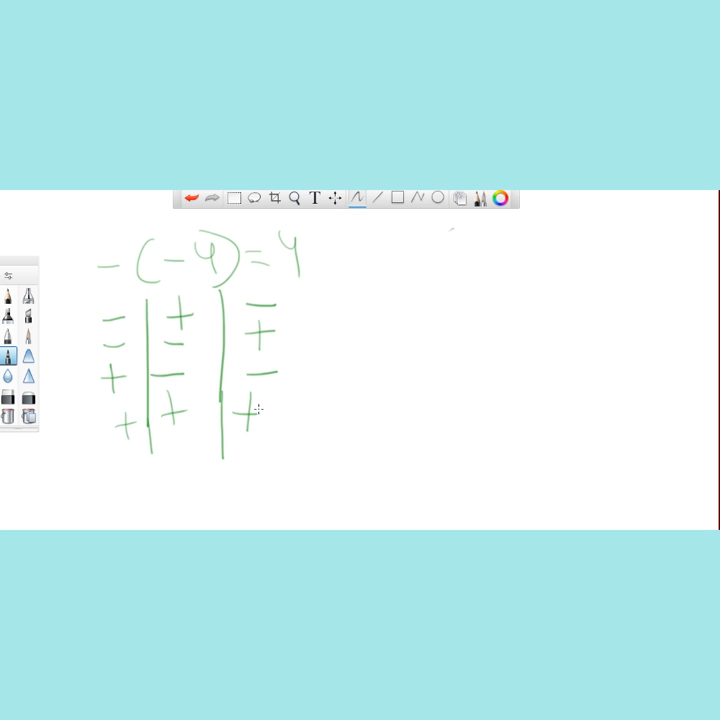 T
- (-4) = 4
- | + | -
- | - | +
+ | - | -
+ | + | +